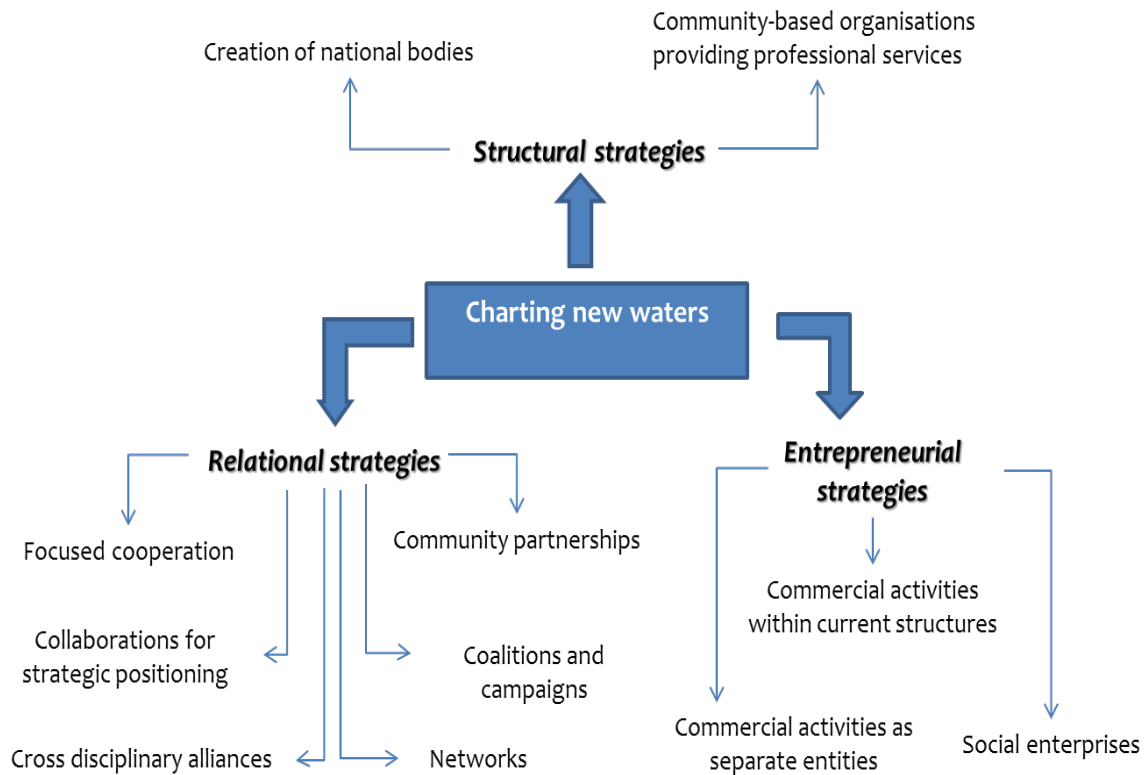 Creation of national bodies
Community-based organisations
providing professional services
Structural strategies
Charting new waters
Relational strategies
Focused cooperation
Community partnerships
Collaborations for
strategic positioning
Coalitions and
campaigns
Cross disciplinary alliances
Networks
Entrepreneurial
strategies
Commercial activities
within current structures
Commercial activities as
separate entities
Social enterprises